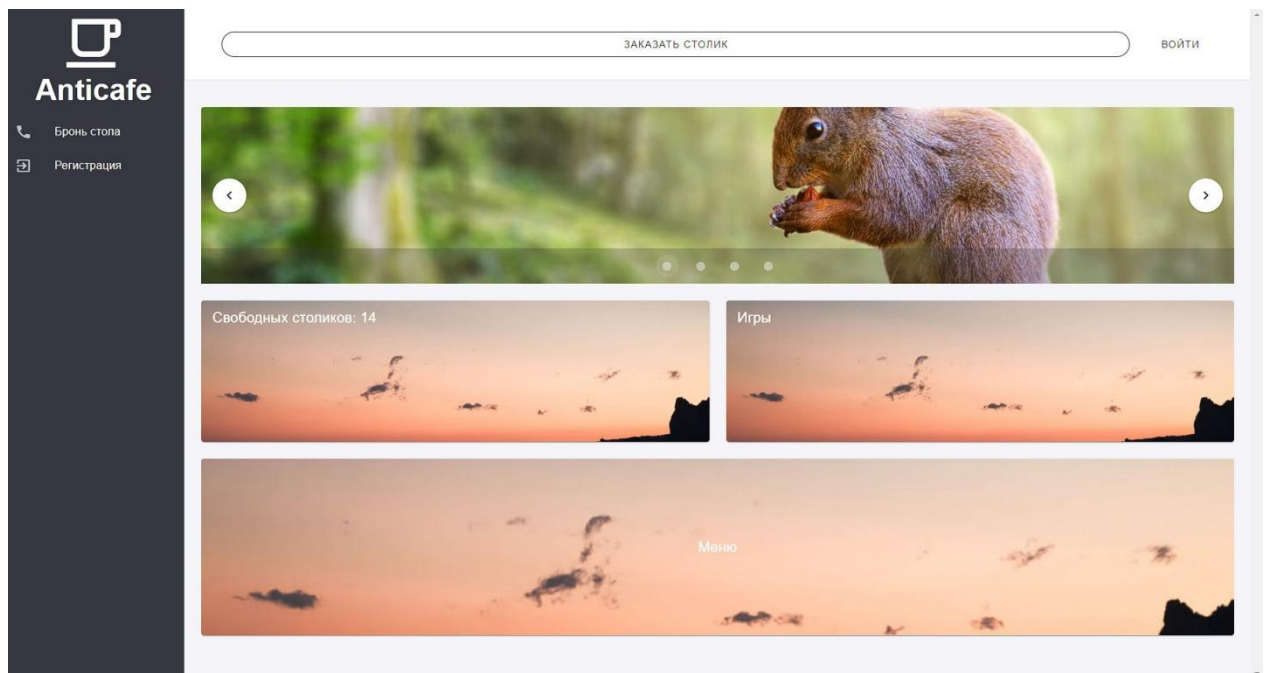 Anticafe
Бронь стола
Регистрация
ЗАКАЗАТЬ СТОЛИК
ВОЙТИ
Свободных столиков: 14
Игры
Меню